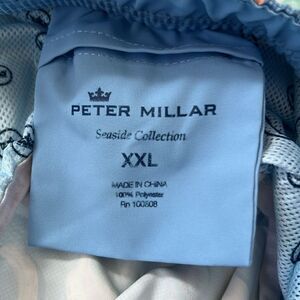 PETER MILLAR
Seaside Collection
XXL
MADE IN CHINA
100% Polyester
Rn 100808